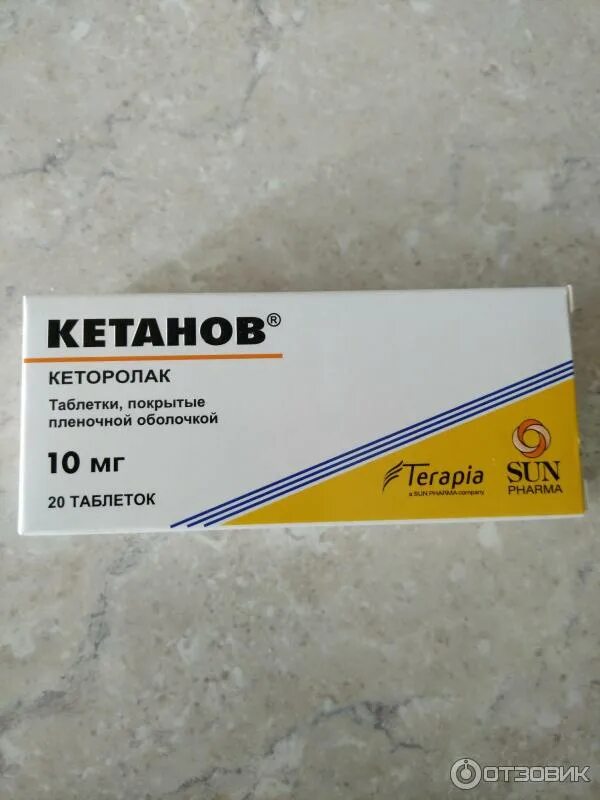 КЕТАНОВ®
КЕТОРОЛАК
Таблетки, покрытые
пленочной оболочкой
10 мг
20 ТАБЛЕТОК
Terapia
a SUN PHARMA company
SUN
PHARMA
ОТЗОВИК